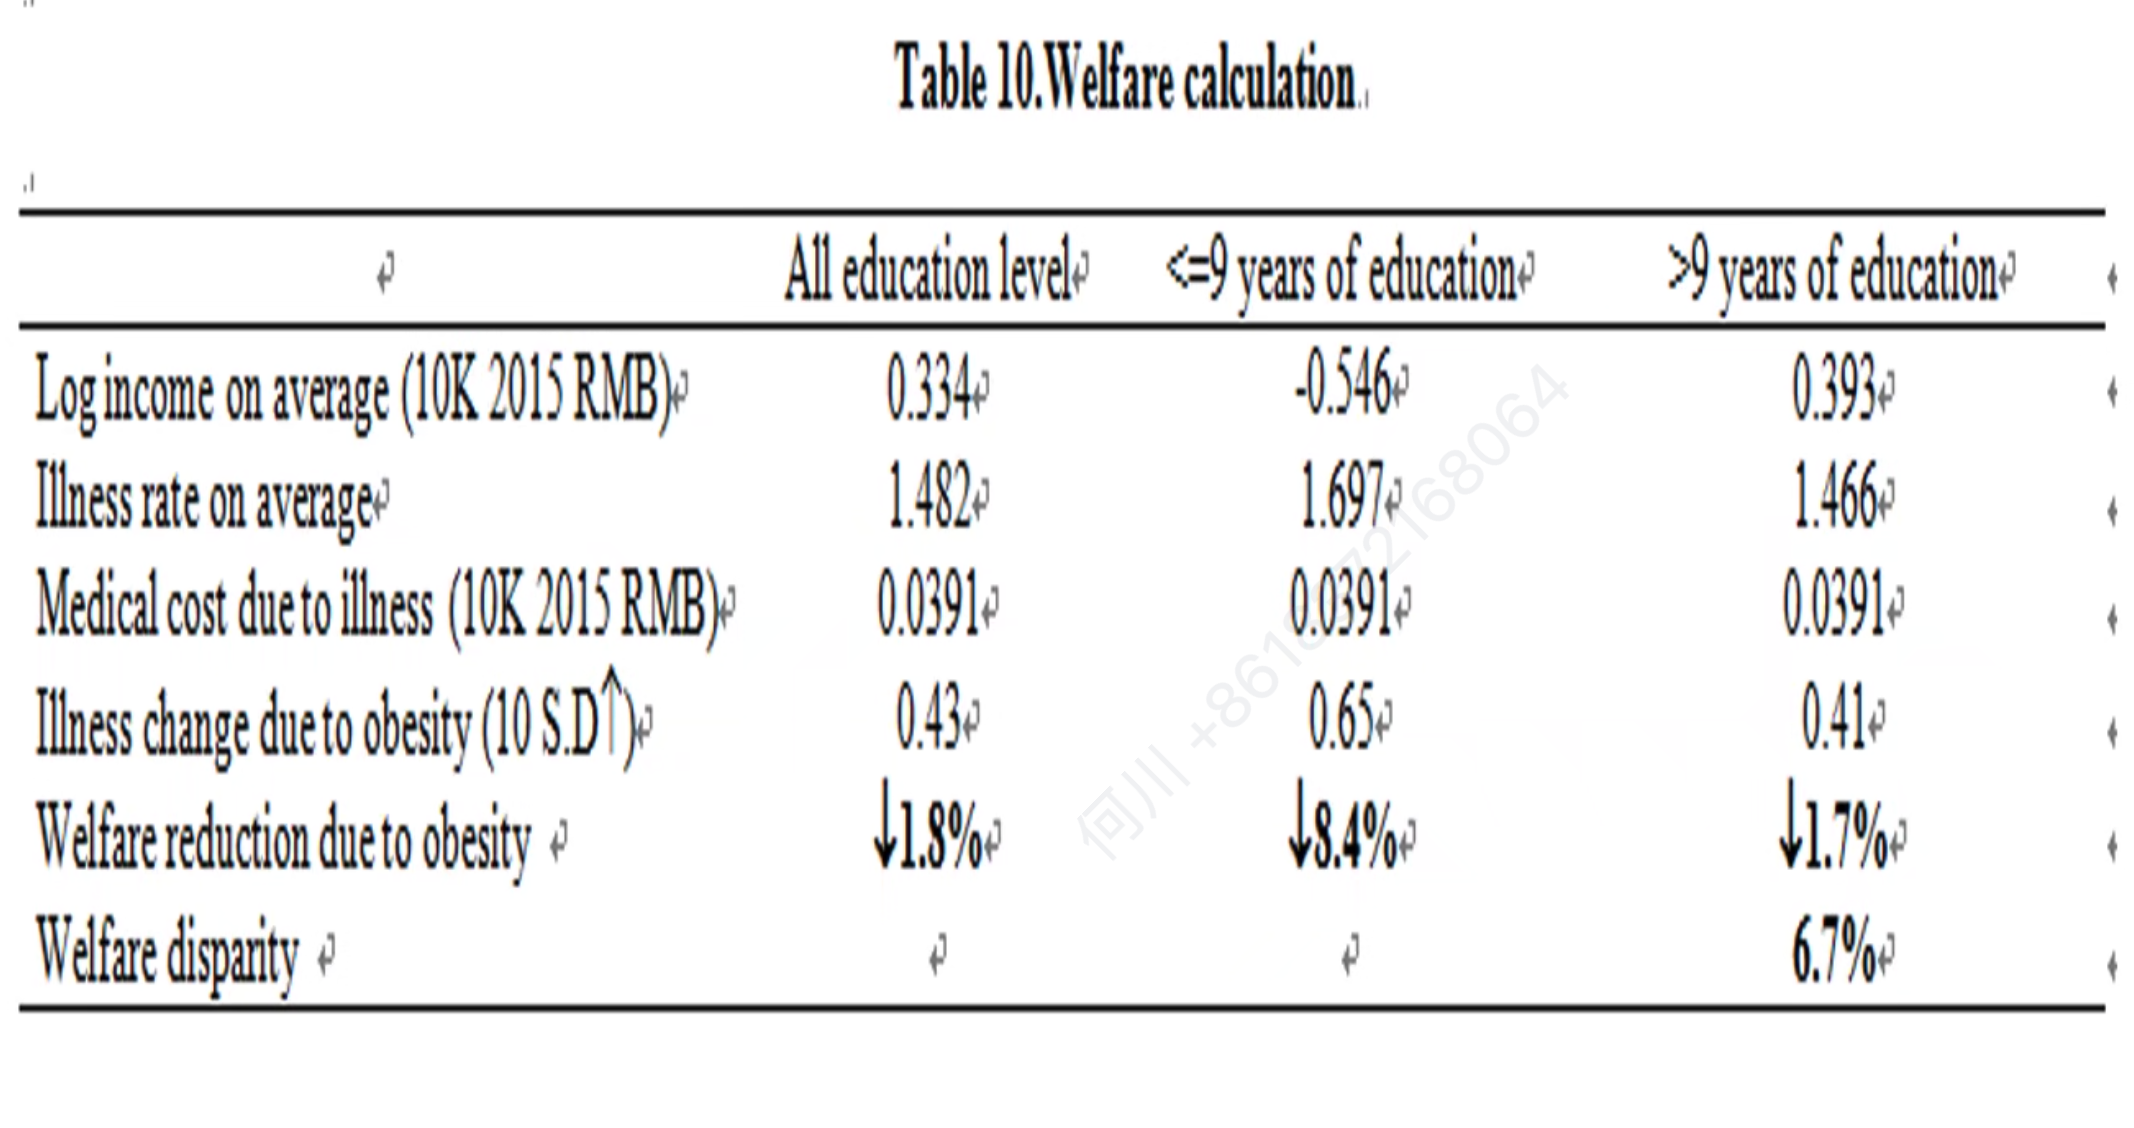 Table 10.Welfare calculation
All education level <=9 years of education >9 years of education
Log income on average (10K 2015 RMB) 0.334 -0.546 0.393
Illness rate on average 1.482 1.697 1.466
Medical cost due to illness (10K 2015 RMB) 0.0391 0.0391 0.0391
Illness change due to obesity (10 S.D↑) 0.43 0.65 0.41
Welfare reduction due to obesity ↓1.8% ↓8.4% ↓1.7%
Welfare disparity 6.7%
何川